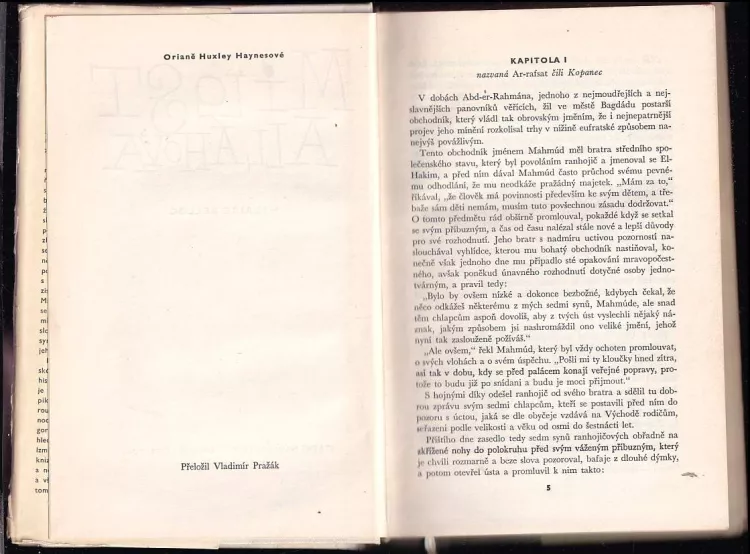 Orianě Huxley Haynesové
Přeložil Vladimír Pražák
KAPITOLA I
nazvaná Ar-rafsat čili Kopanec
V dobách Abd-er-Rahmána, jednoho z nejmoudřejších a nej-
slavnějších panovníků věřících, žil ve městě Bagdádu postarší
obchodník, který vládl tak obrovským jměním, že i nejnepatrnější
projev jeho mínění rozkolísal trhy v nížině eufratské způsobem na-
nejvýš povážlivým.
Tento obchodník jménem Mahmúd měl bratra středního spo-
lečenského stavu, který byl povoláním ranhojič a jmenoval se El-
Hakim, a před ním dával Mahmúd často průchod svému pevné-
mu odhodlání, že mu neodkáže pražádný majetek. „Mám za to,“
říkával, „že člověk má povinnosti především ke svým dětem, a tře-
baže sám dětí nemám, musím tuto povšechnou zásadu dodržovat.“
O tomto předmětu rád obšírně promlouval, pokaždé když se setkal
se svým příbuzným, a čas od času nalézal stále nové a lepší důvody
pro své rozhodnutí. Jeho bratr s nadmíru uctivou pozorností na-
slouchával vyhlídce, kterou mu bohatý obchodník nastiňoval, ko-
nečně však jednoho dne mu připadlo sté opakování mravopočest-
ného, avšak poněkud únavného rozhodnutí dotyčné osoby jedno-
tvárným, a pravil tedy:
„Bylo by ovšem nízké a dokonce bezbožné, kdybych čekal, že
něco odkážeš některému z mých sedmi synů, Mahmúde, ale snad
těm chlapcům aspoň dovolíš, aby z tvých úst vyslechli nějaký ná-
znak, jakým způsobem jsi nashromáždil ono veliké jmění, jehož
nyní tak zaslouženě požíváš.“
„Ale ovšem,“ řekl Mahmúd, který byl vždy ochoten promlouvat,
o svých vlohách a o svém úspěchu. „Pošli mi ty kloučky hned zítra,
asi tak v dobu, kdy se před palácem konají veřejné popravy, pro-
tože to budu již po snídani a budu je moci přijmout.“
S hojnými díky odešel ranhojič od svého bratra a sdělil tu dob-
rou zprávu svým sedmi chlapcům, kteří se postavili před ním do
pozoru s úctou, jaká se dle obyčeje vzdává na Východě rodičům,
seřazeni podle velikosti a věku od osmi do šestnácti let.
Příštího dne zasedlo tedy sedm synů ranhojičových obřadně na
skřížené nohy do polokruhu před svým váženým příbuzným, který
je chvíli rozmarně a beze slova pozoroval, bafaje z dlouhé dýmky,
a potom otevřel ústa a promluvil k nim takto:
5